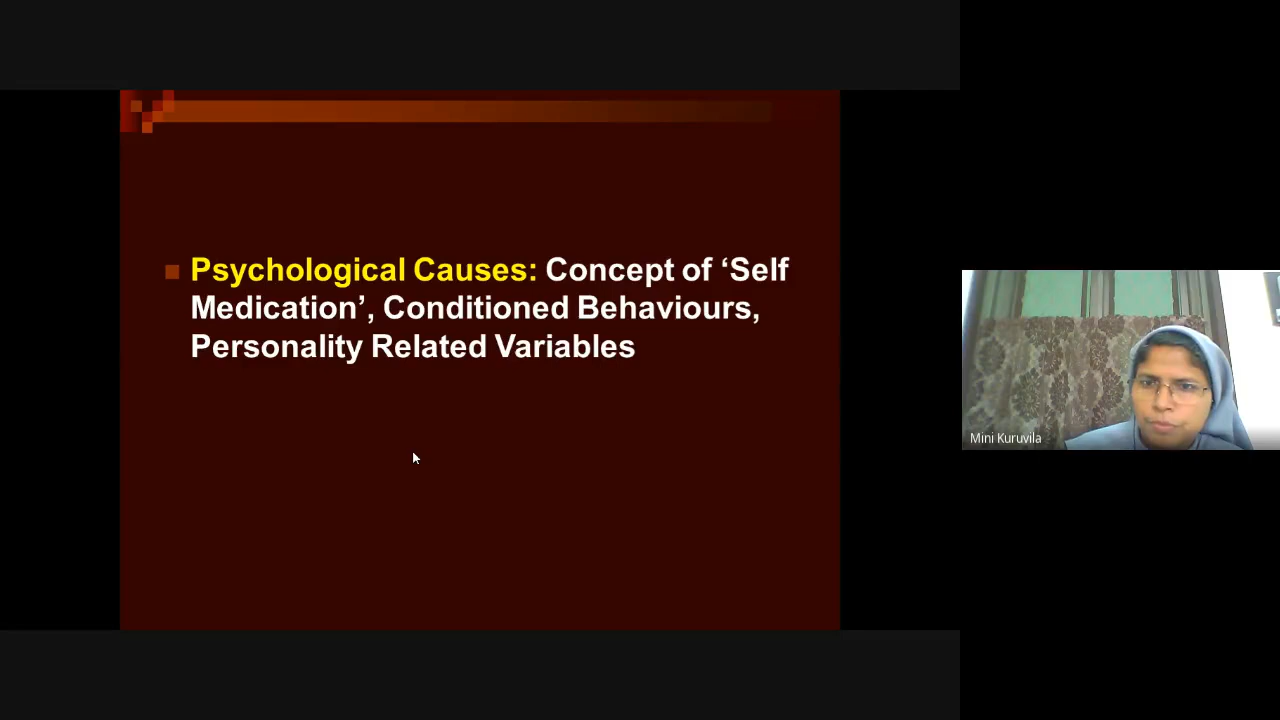 Psychological Causes: Concept of ‘Self
Medication’, Conditioned Behaviours,
Personality Related Variables
Mini Kuruvila